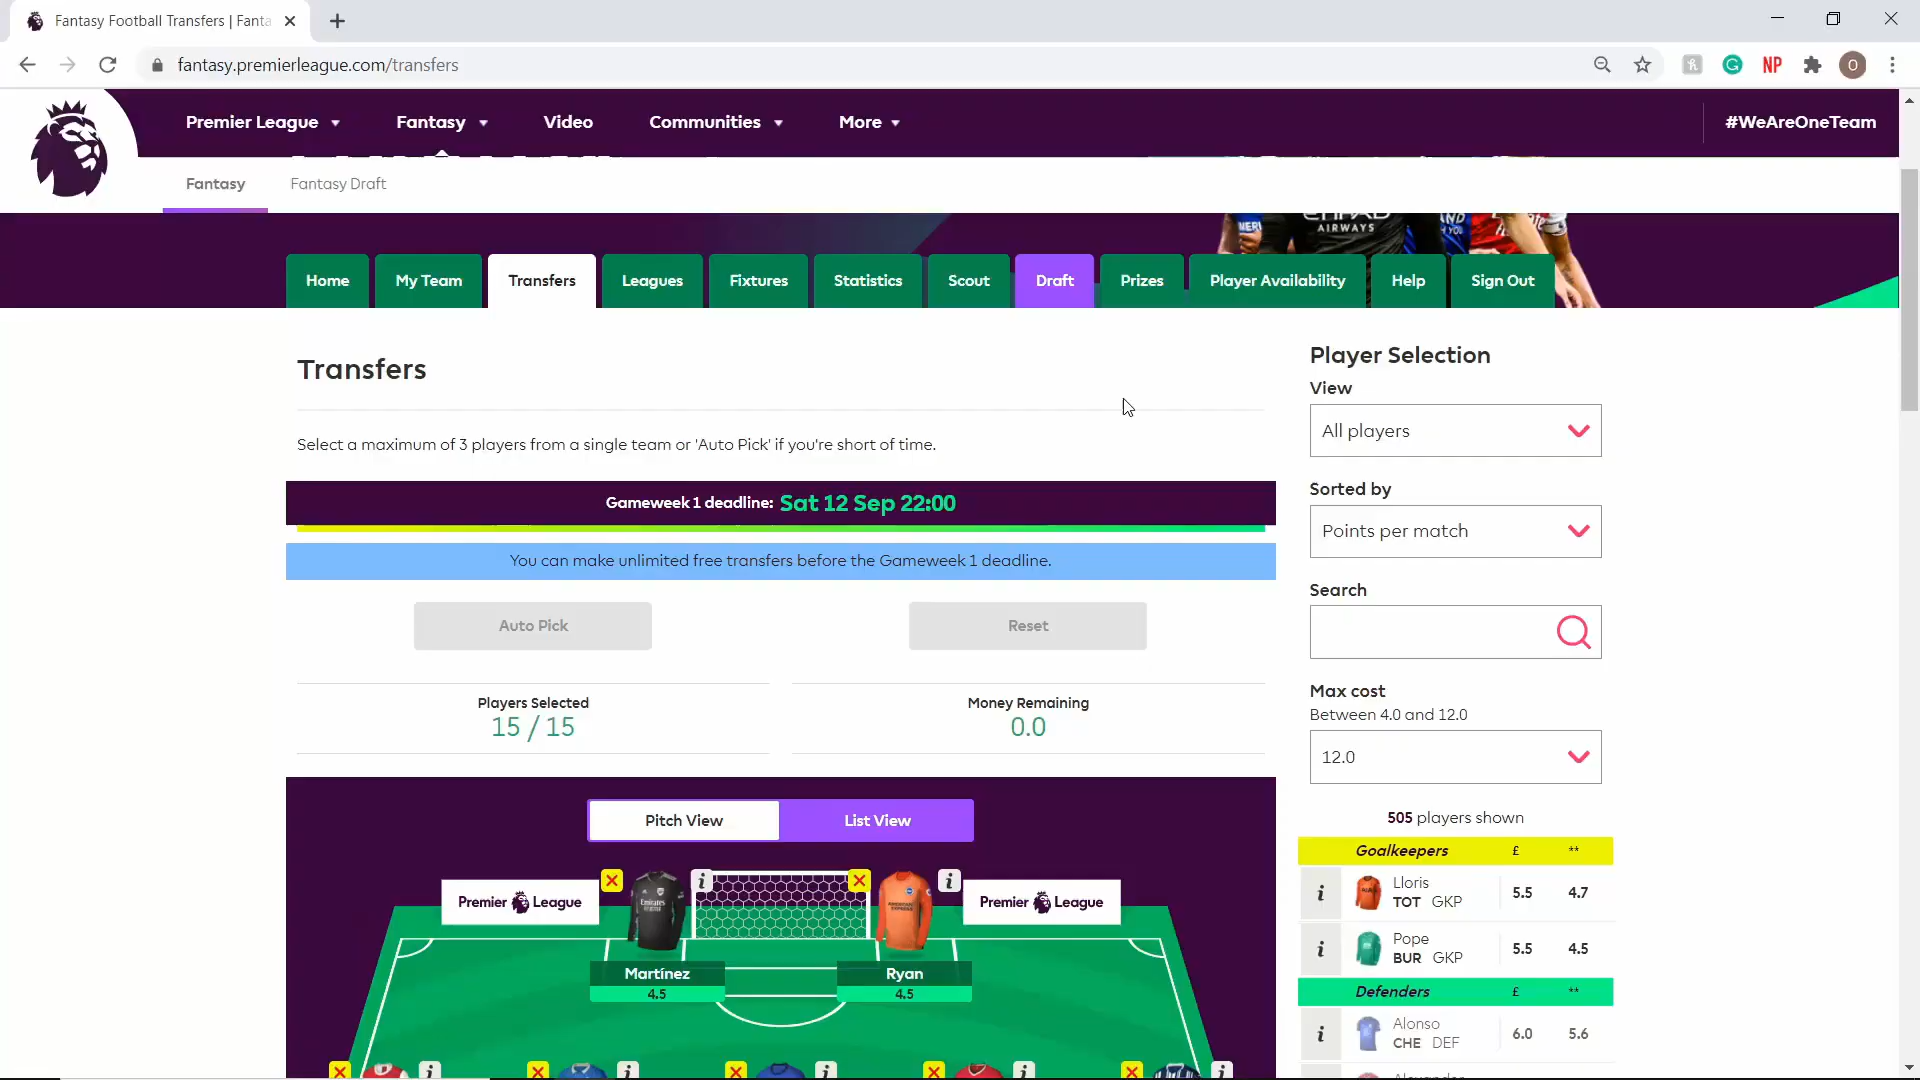 Fantasy Football Transfers | Fanta
fantasy.premierleague.com/transfers
NP
O
Premier League
Fantasy
Video
Communities
More
#WeAreOneTeam
Fantasy
Fantasy Draft
AIRWAYS
Home
My Team
Transfers
Leagues
Fixtures
Statistics
Scout
Draft
Prizes
Player Availability
Help
Sign Out
Transfers
Select a maximum of 3 players from a single team or 'Auto Pick' if you're short of time.
Gameweek 1 deadline: Sat 12 Sep 22:00
You can make unlimited free transfers before the Gameweek 1 deadline.
Auto Pick
Reset
Players Selected
15 / 15
Money Remaining
0.0
Pitch View
List View
Premier League
Premier League
Martínez
4.5
Ryan
4.5
Player Selection
View
All players
Sorted by
Points per match
Search
Max cost
Between 4.0 and 12.0
12.0
505 players shown
Goalkeepers £ **
Lloris
TOT GKP 5.5 4.7
Pope
BUR GKP 5.5 4.5
Defenders £ **
Alonso
CHE DEF 6.0 5.6